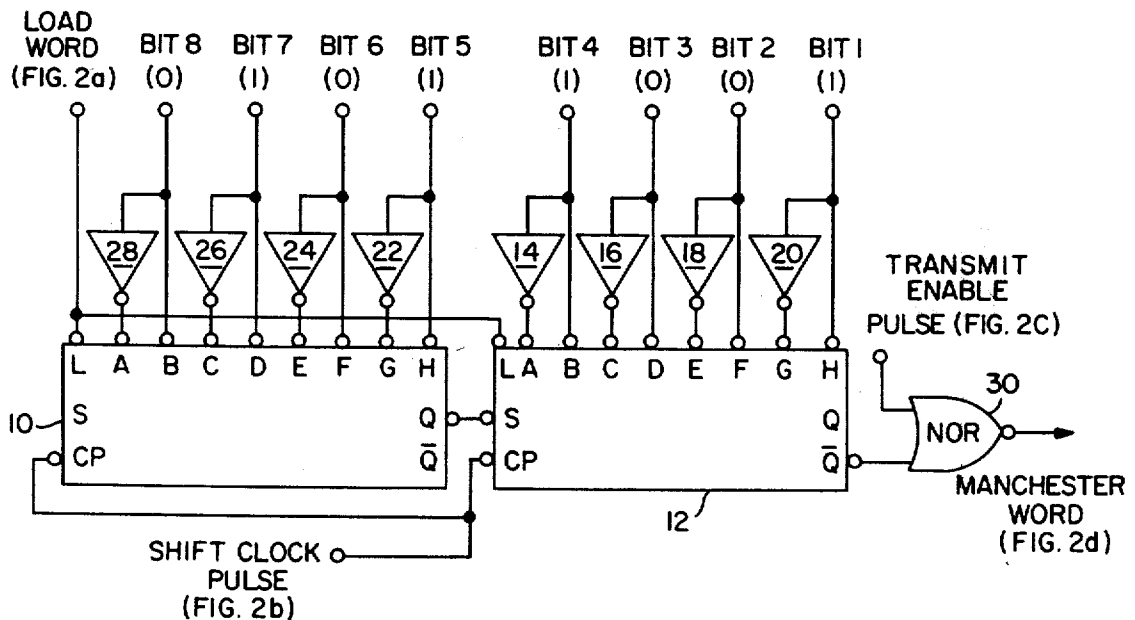 LOAD
WORD
(FIG. 2a)
BIT 8
(0)
BIT 7
(1)
BIT 6
(0)
BIT 5
(1)
BIT 4
(1)
BIT 3
(0)
BIT 2
(0)
BIT 1
(1)
28
26
24
22
14
16
18
20
TRANSMIT
ENABLE
PULSE (FIG. 2C)
L A B C D E F G H
L A B C D E F G H
10
S
Q
CP
Q̅
S
Q
CP
Q̅
30
NOR
12
MANCHESTER
WORD
(FIG. 2d)
SHIFT CLOCK
PULSE
(FIG. 2b)